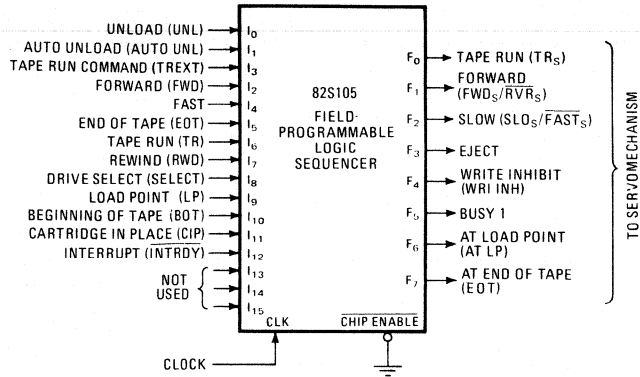 UNLOAD (UNL) I0
AUTO UNLOAD (AUTO UNL) I1
TAPE RUN COMMAND (TREXT) I3
FORWARD (FWD) I2
FAST I4
END OF TAPE (EOT) I5
TAPE RUN (TR) I6
REWIND (RWD) I7
DRIVE SELECT (SELECT) I8
LOAD POINT (LP) I9
BEGINNING OF TAPE (BOT) I10
CARTRIDGE IN PLACE (CIP) I11
INTERRUPT (INTRDY) I12
NOT
USED
I13
I14
I15
82S105
FIELD-
PROGRAMMABLE
LOGIC
SEQUENCER
CLK
CHIP ENABLE
CLOCK
F0 TAPE RUN (TRS)
F1 FORWARD
(FWDS/RVRS)
F2 SLOW (SLOS/FASTS)
F3 EJECT
F4 WRITE INHIBIT
(WRI INH)
F5 BUSY 1
F6 AT LOAD POINT
(AT LP)
F7 AT END OF TAPE
(EOT)
TO SERVOMECHANISM